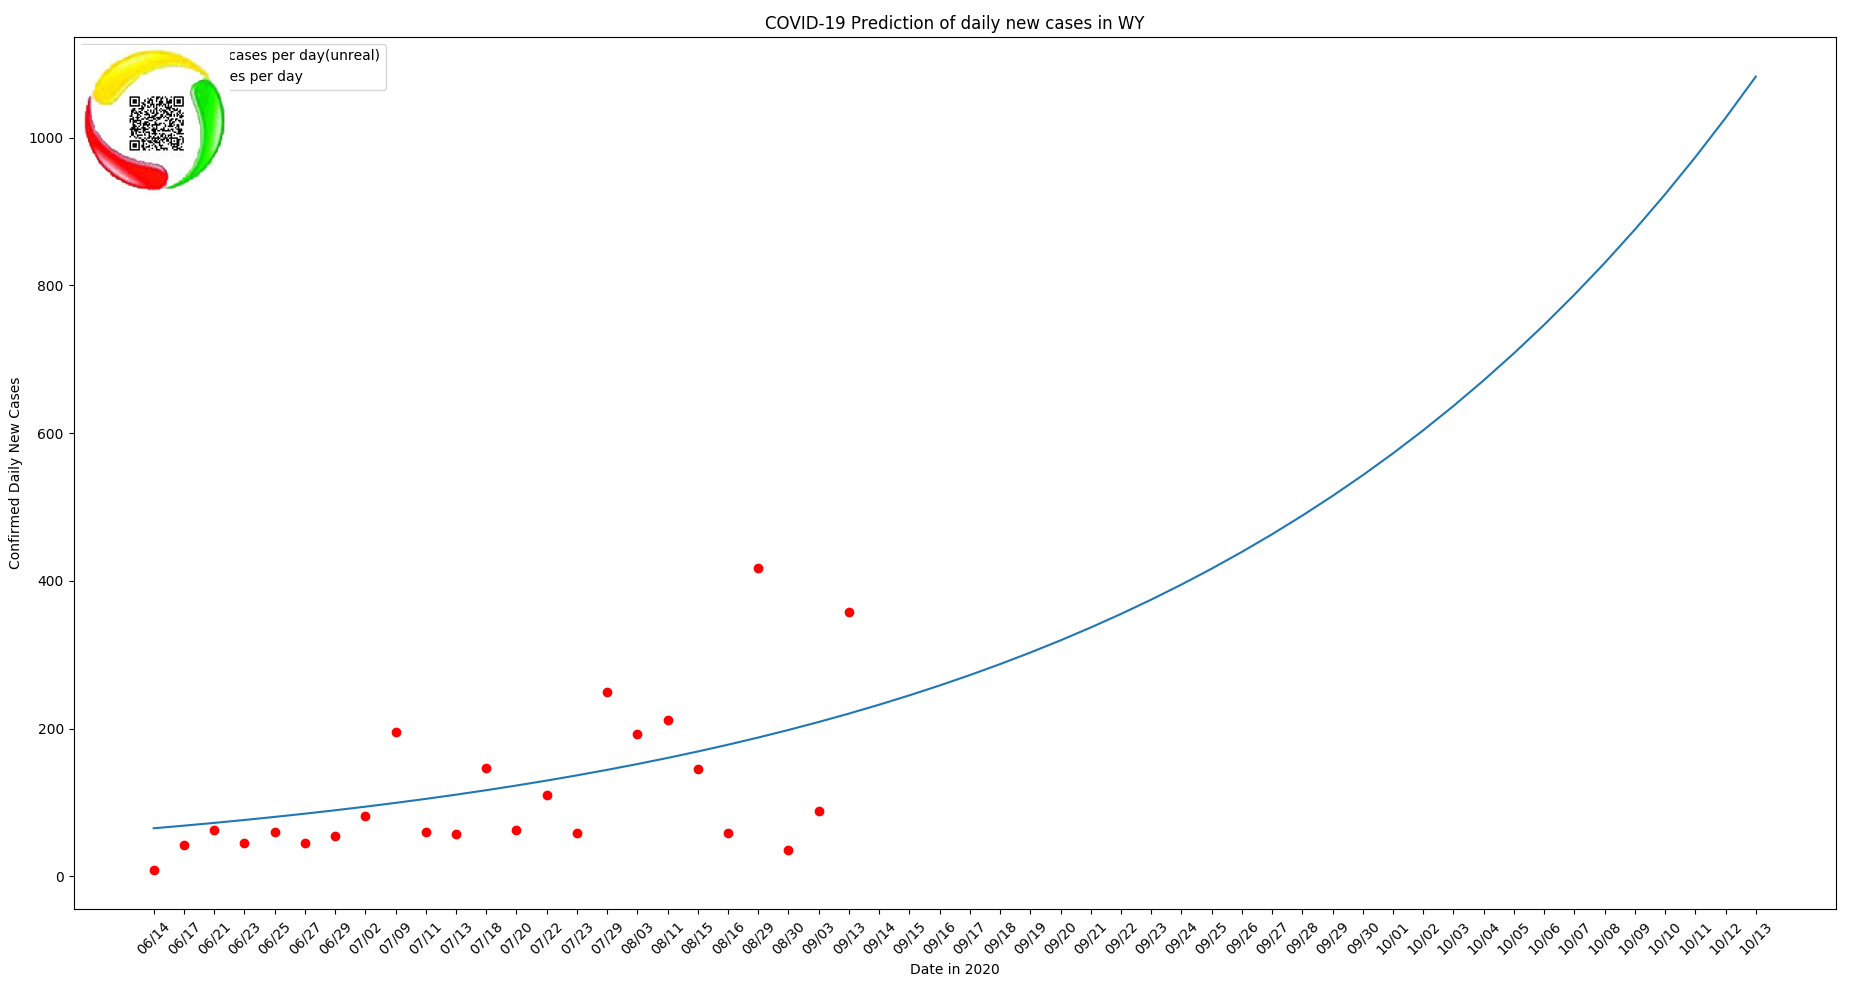 COVID-19 Prediction of daily new cases in WY
cases per day(unreal)
es per day
1000
800
600
400
200
0
Confirmed Daily New Cases
06/14 06/17 06/21 06/23 06/25 06/27 06/29 07/02 07/09 07/11 07/13 07/18 07/20 07/22 07/23 07/29 08/03 08/11 08/15 08/16 08/29 08/30 09/03 09/13 09/14 09/15 09/16 09/17 09/18 09/19 09/20 09/21 09/22 09/23 09/24 09/25 09/26 09/27 09/28 09/29 09/30 10/01 10/02 10/03 10/04 10/05 10/06 10/07 10/08 10/09 10/10 10/11 10/12 10/13
Date in 2020